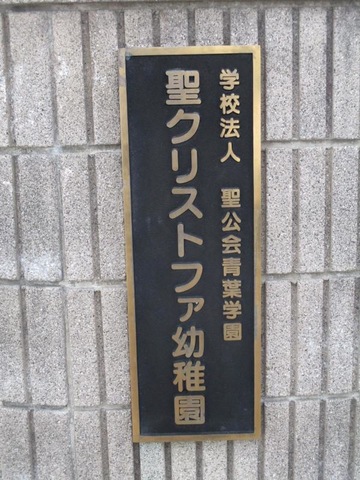 学校法人 聖公会青葉学園
聖クリストファ幼稚園